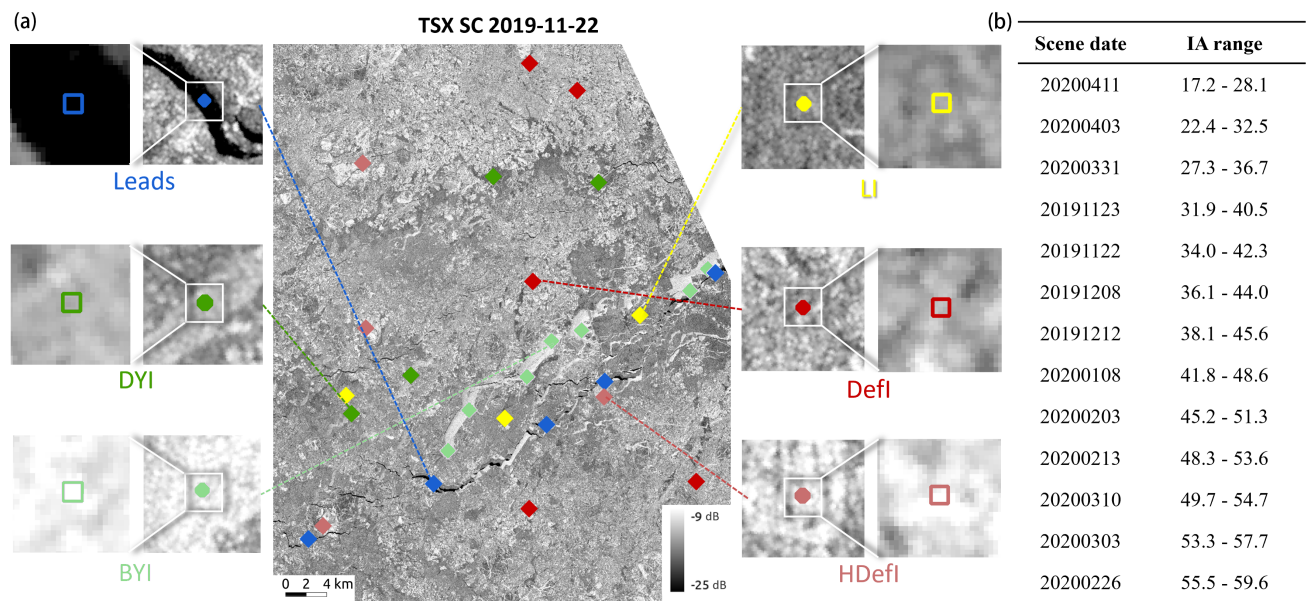 (a)
TSX SC 2019-11-22
Leads
DYI
BYI
LI
DefI
HDefI
-9 dB
-25 dB
0 2 4 km
(b)
Scene date IA range
20200411 17.2 - 28.1
20200403 22.4 - 32.5
20200331 27.3 - 36.7
20191123 31.9 - 40.5
20191122 34.0 - 42.3
20191208 36.1 - 44.0
20191212 38.1 - 45.6
20200108 41.8 - 48.6
20200203 45.2 - 51.3
20200213 48.3 - 53.6
20200310 49.7 - 54.7
20200303 53.3 - 57.7
20200226 55.5 - 59.6